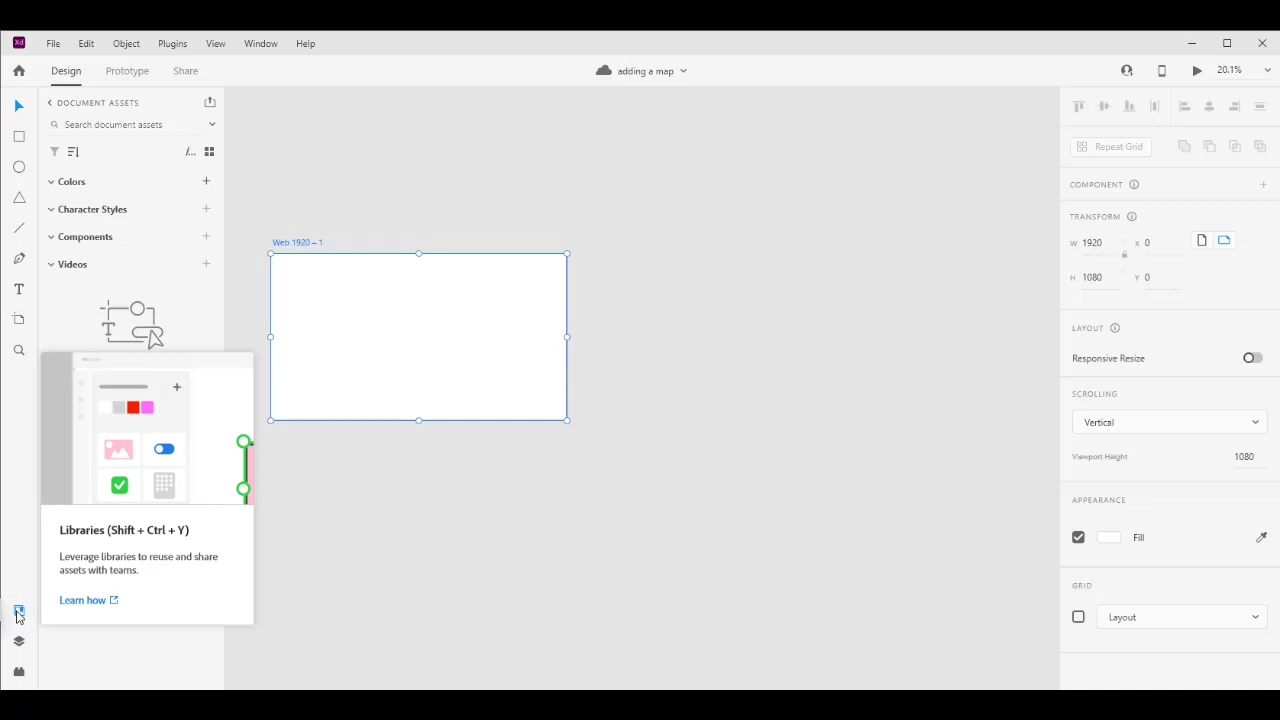 Xd File Edit Object Plugins View Window Help
Design Prototype Share
adding a map
20.1%
DOCUMENT ASSETS
Search document assets
/...
Colors
Character Styles
Components
Videos
T
T
Libraries (Shift + Ctrl + Y)
Leverage libraries to reuse and share
assets with teams.
Learn how
Web 1920 – 1
Repeat Grid
COMPONENT
TRANSFORM
W 1920 X 0
H 1080 Y 0
LAYOUT
Responsive Resize
SCROLLING
Vertical
Viewport Height 1080
APPEARANCE
Fill
GRID
Layout